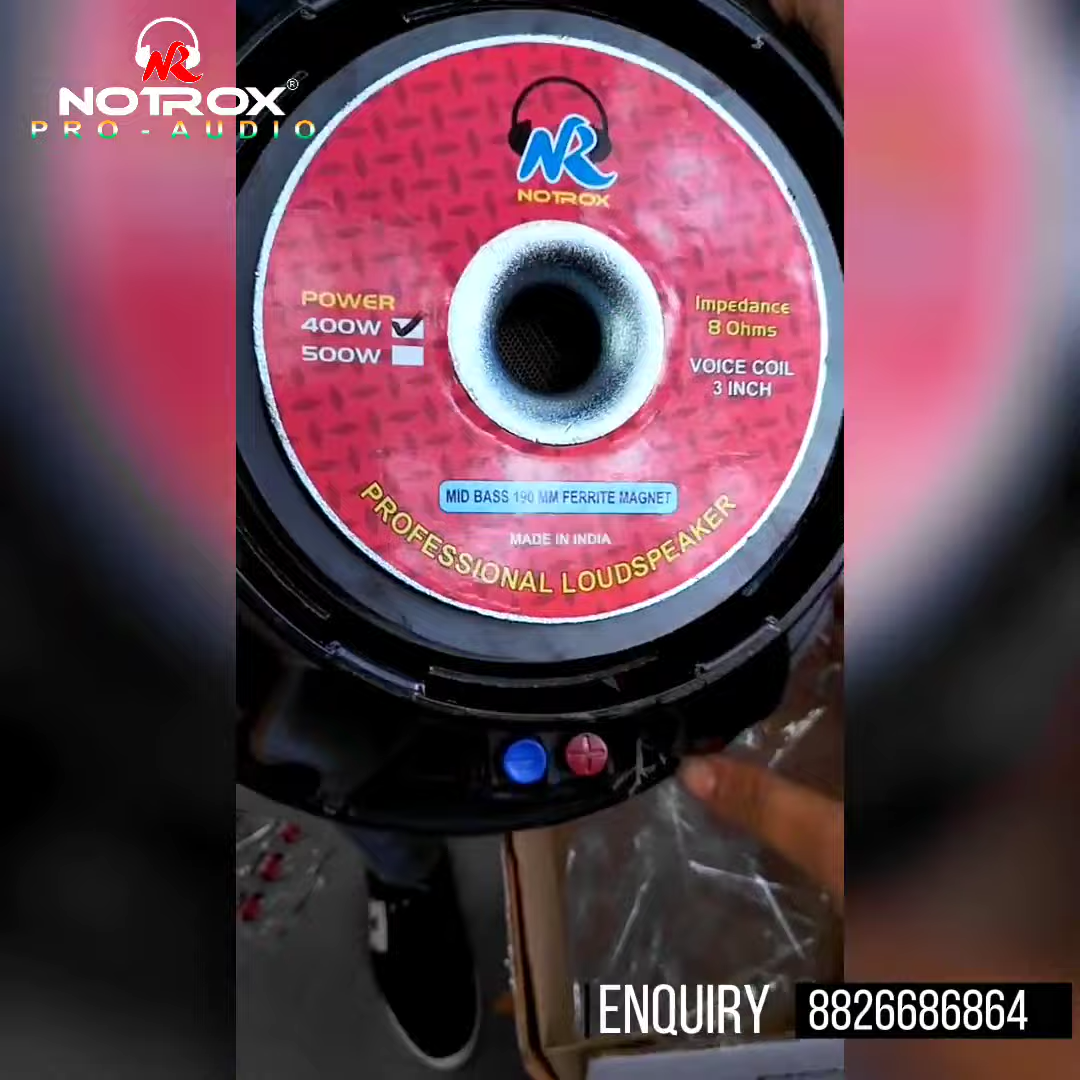 NR
NOTROX®
PRO-AUDIO
NR
NOTROX
POWER
400W
500W
Impedance
8 Ohms
VOICE COIL
3 INCH
MID BASS 190 MM FERRITE MAGNET
MADE IN INDIA
PROFESSIONAL LOUDSPEAKER
ENQUIRY 8826686864